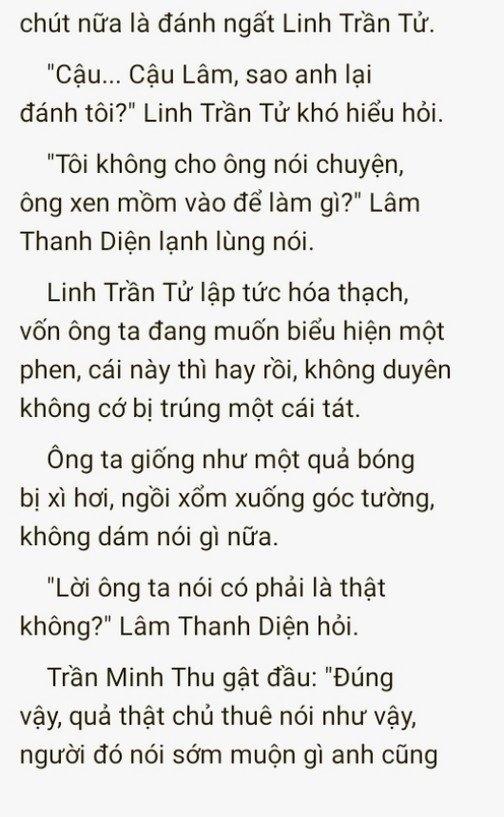 chút nữa là đánh ngất Linh Trần Tử.
"Cậu... Cậu Lâm, sao anh lại
đánh tôi?" Linh Trần Tử khó hiểu hỏi.
"Tôi không cho ông nói chuyện,
ông xen mồm vào để làm gì?" Lâm
Thanh Diện lạnh lùng nói.
Linh Trần Tử lập tức hóa thạch,
vốn ông ta đang muốn biểu hiện một
phen, cái này thì hay rồi, không duyên
không cớ bị trúng một cái tát.
Ông ta giống như một quả bóng
bị xì hơi, ngồi xổm xuống góc tường,
không dám nói gì nữa.
"Lời ông ta nói có phải là thật
không?" Lâm Thanh Diện hỏi.
Trần Minh Thu gật đầu: "Đúng
vậy, quả thật chủ thuê nói như vậy,
người đó nói sớm muộn gì anh cũng